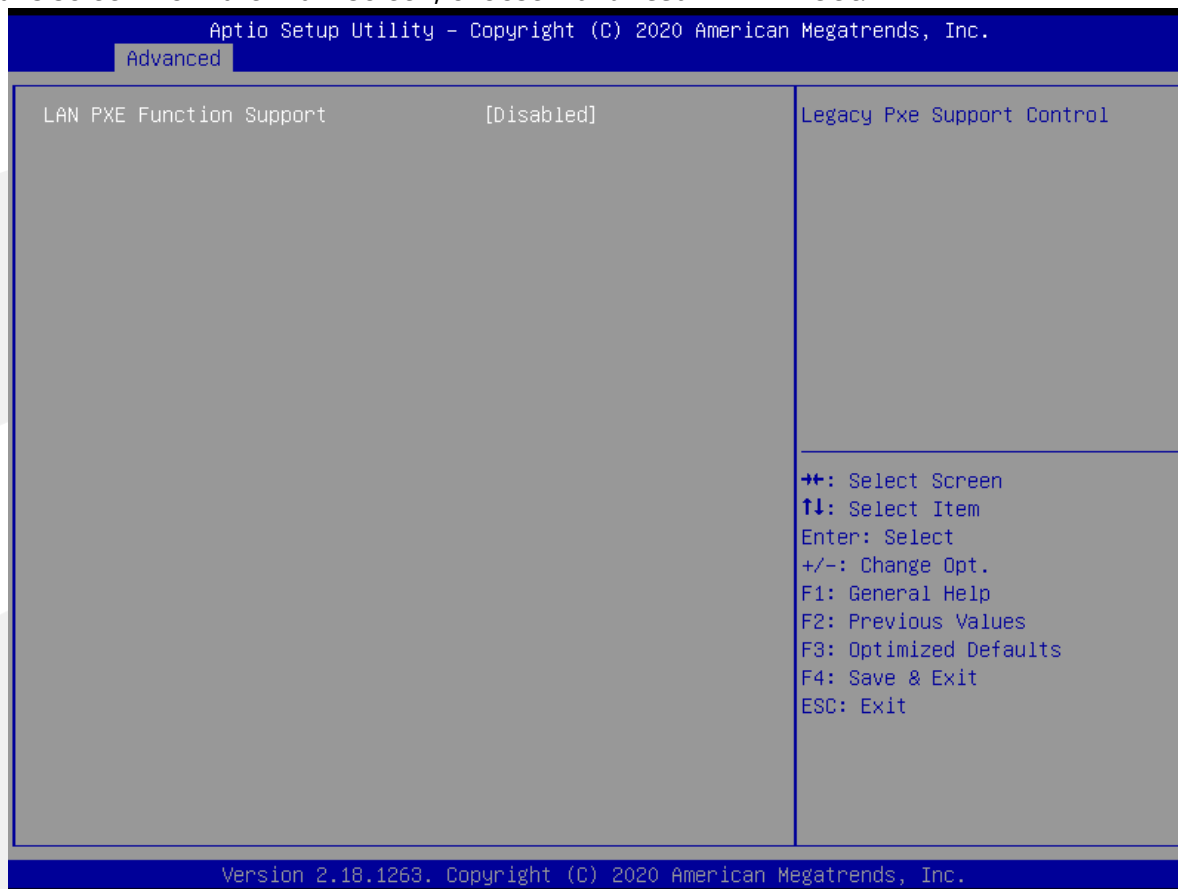 Aptio Setup Utility – Copyright (C) 2020 American Megatrends, Inc.
Advanced
LAN PXE Function Support [Disabled]
Legacy Pxe Support Control
→←: Select Screen
↑↓: Select Item
Enter: Select
+/-: Change Opt.
F1: General Help
F2: Previous Values
F3: Optimized Defaults
F4: Save & Exit
ESC: Exit
Version 2.18.1263. Copyright (C) 2020 American Megatrends, Inc.